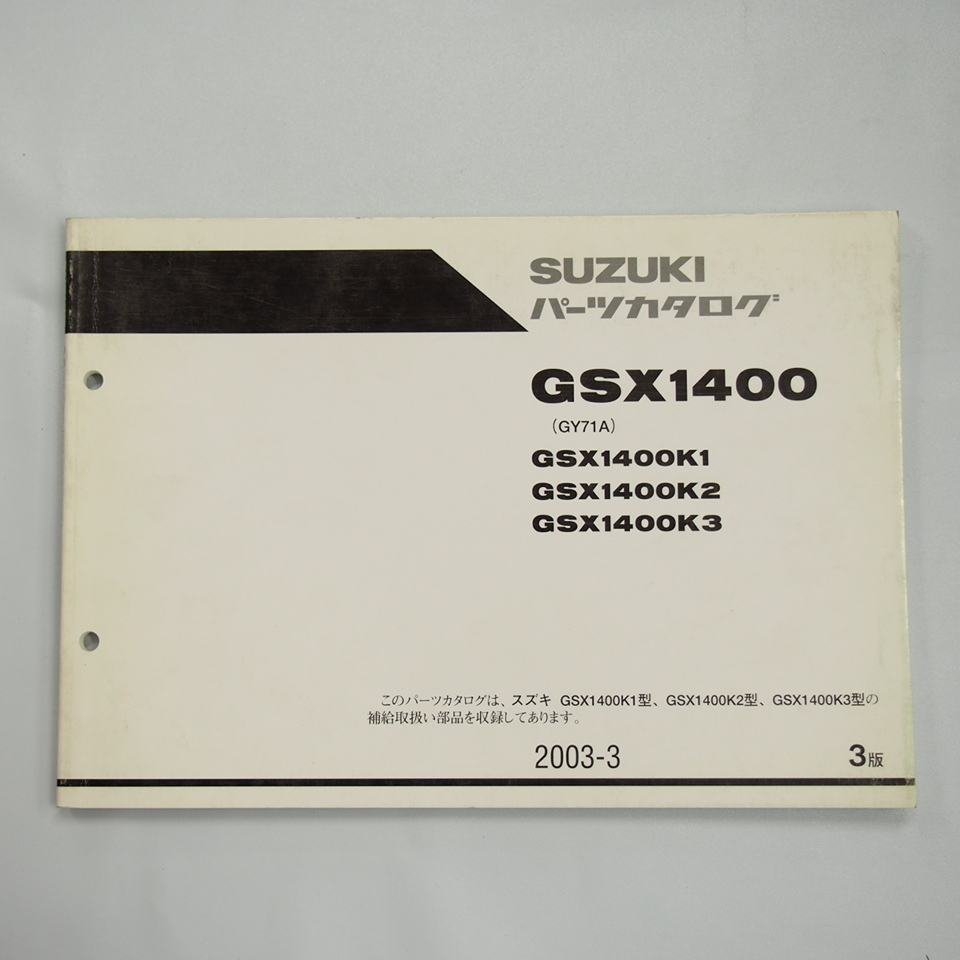 SUZUKI
パーツカタログ
GSX1400
(GY71A)
GSX1400K1
GSX1400K2
GSX1400K3
このパーツカタログは、スズキ GSX1400K1型、GSX1400K2型、GSX1400K3型の
補給取扱い部品を収録してあります。
2003-3 3版